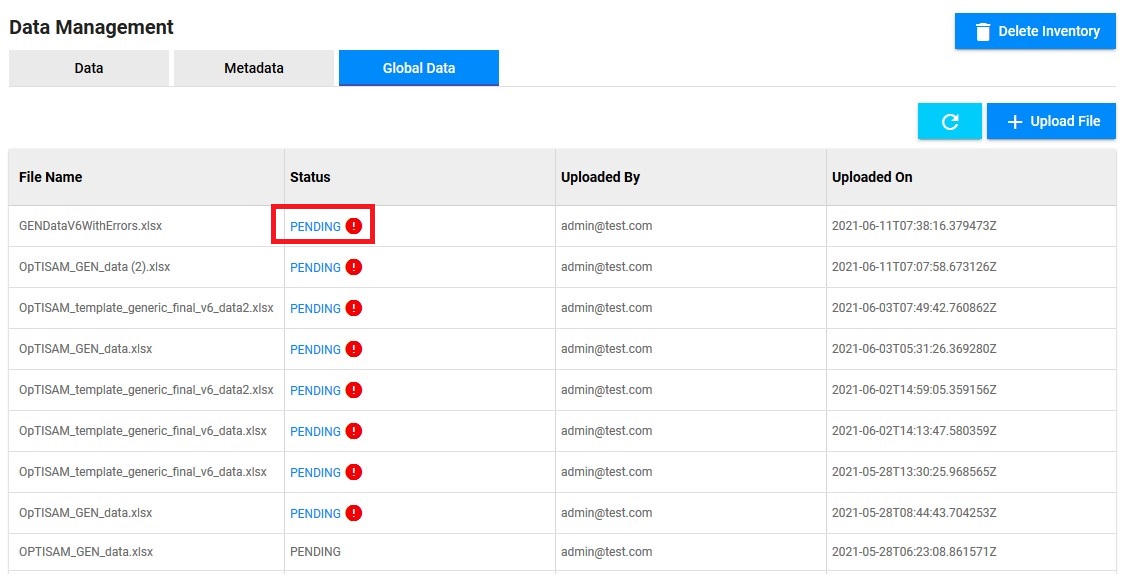 Data Management
Delete Inventory
Data Metadata Global Data
Upload File
File Name Status Uploaded By Uploaded On
GENDataV6WithErrors.xlsx PENDING admin@test.com 2021-06-11T07:38:16.379473Z
OpTISAM_GEN_data (2).xlsx PENDING admin@test.com 2021-06-11T07:07:58.673126Z
OpTISAM_template_generic_final_v6_data2.xlsx PENDING admin@test.com 2021-06-03T07:49:42.760862Z
OpTISAM_GEN_data.xlsx PENDING admin@test.com 2021-06-03T05:31:26.369280Z
OpTISAM_template_generic_final_v6_data2.xlsx PENDING admin@test.com 2021-06-02T14:59:05.359156Z
OpTISAM_template_generic_final_v6_data.xlsx PENDING admin@test.com 2021-06-02T14:13:47.580359Z
OpTISAM_template_generic_final_v6_data.xlsx PENDING admin@test.com 2021-05-28T13:30:25.968565Z
OpTISAM_GEN_data.xlsx PENDING admin@test.com 2021-05-28T08:44:43.704253Z
OPTISAM_GEN_data.xlsx PENDING admin@test.com 2021-05-28T06:23:08.861571Z